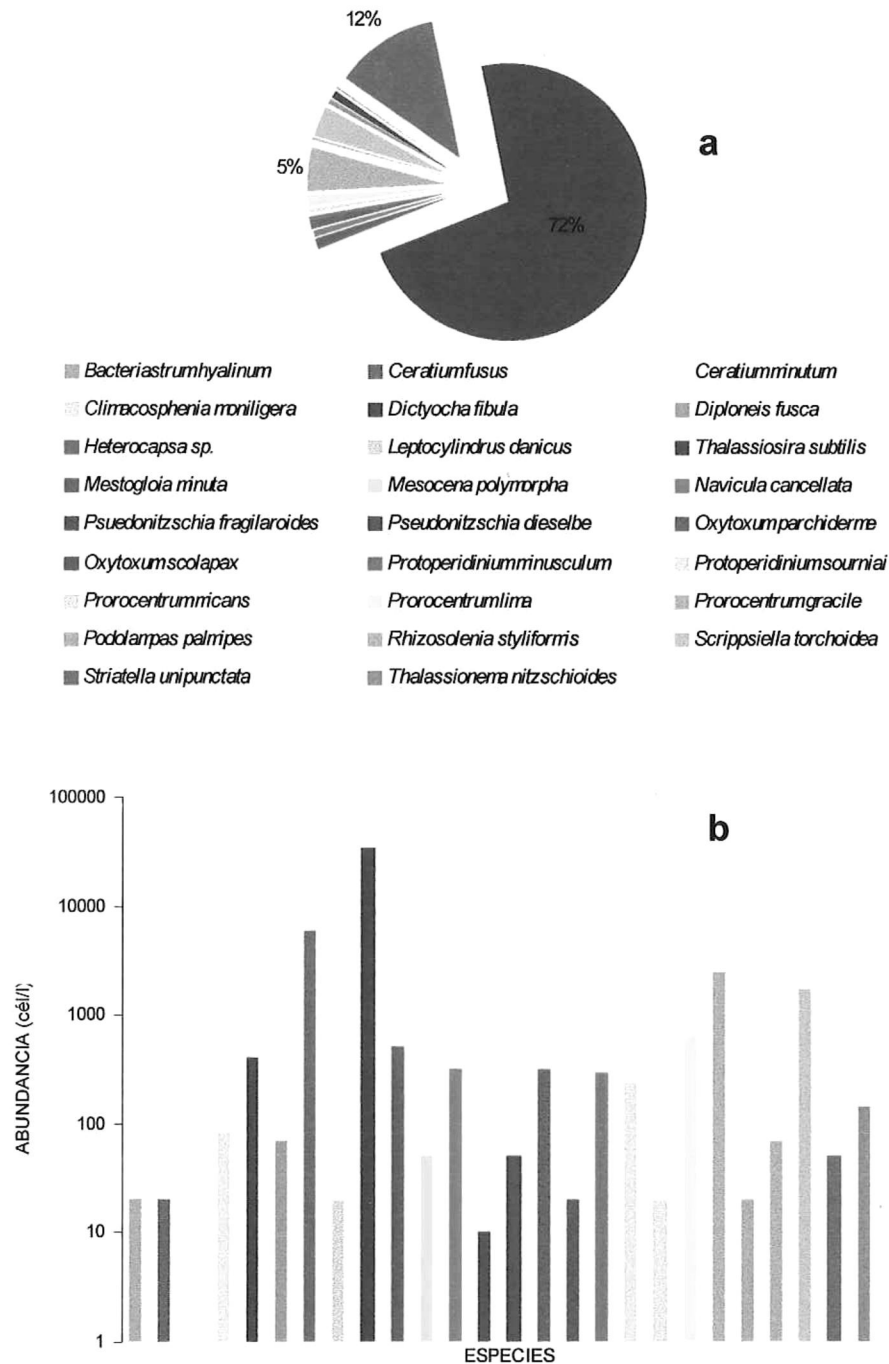 12%
a
5%
72%
Bacteriastrumhyalinum Ceratiumfusus Ceratiumminutum
Climacosphenia moniligera Dictyocha fibula Diploneis fusca
Heterocapsa sp. Leptocylindrus danicus Thalassiosira subtilis
Mestogloia minuta Mesocena polymorpha Navicula cancellata
Psuedonitzschia fragilaroides Pseudonitzschia dieselbe Oxytoxumparchiderme
Oxytoxumscolapax Protoperidiniumminusculum Protoperidiniumsourniai
Prorocentrummicans Prorocentrumlima Prorocentrumgracile
Podolampas palmipes Rhizosolenia styliformis Scrippsiella torchoidea
Striatella unipunctata Thalassionema nitzschioides
b
100000
10000
1000
100
10
1
ABUNDANCIA (cél/l)
ESPECIES